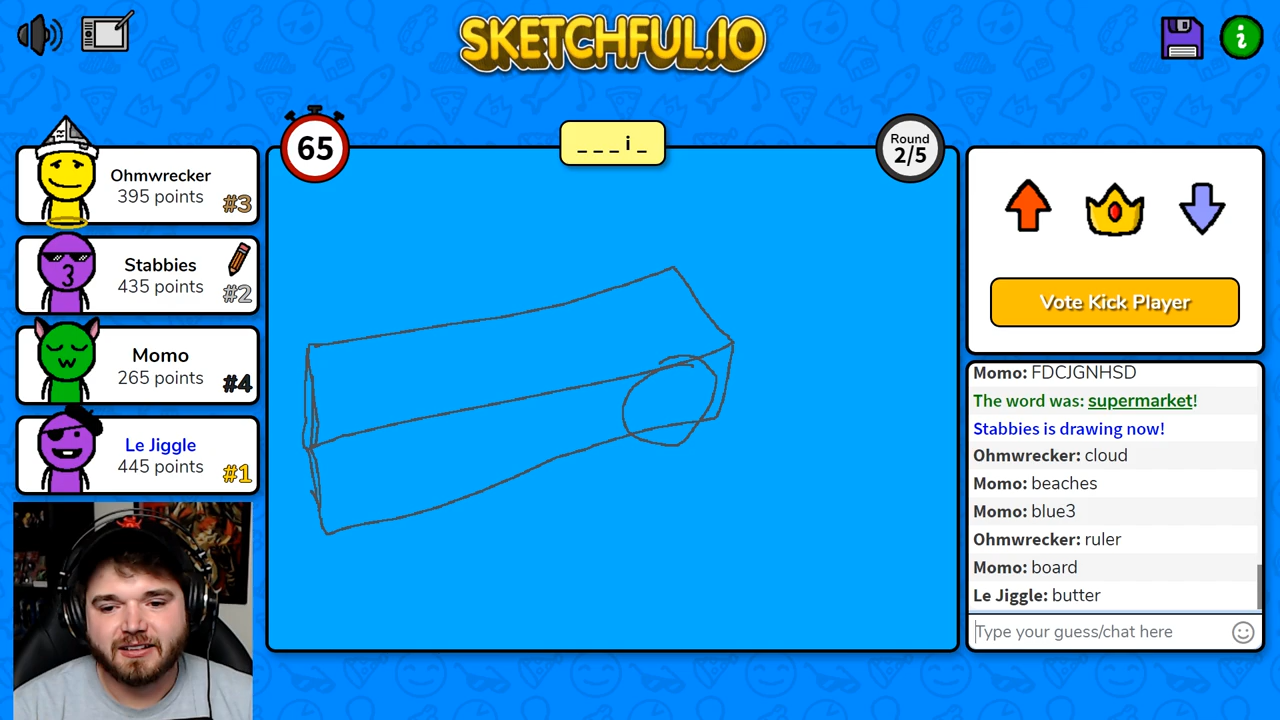 SKETCHFUL.IO
65
_ _ _ i _
Round
2/5
Ohmwrecker
395 points
#3
Stabbies
435 points
#2
Momo
265 points
#4
Le Jiggle
445 points
#1
Vote Kick Player
Momo: FDCJGNHSD
The word was: supermarket!
Stabbies is drawing now!
Ohmwrecker: cloud
Momo: beaches
Momo: blue3
Ohmwrecker: ruler
Momo: board
Le Jiggle: butter
Type your guess/chat here